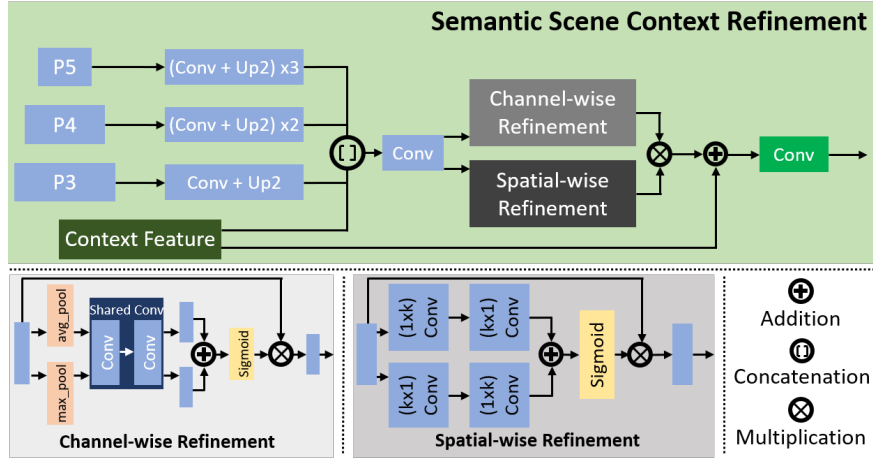 Semantic Scene Context Refinement
P5
(Conv + Up2) x3
P4
(Conv + Up2) x2
P3
Conv + Up2
Context Feature
[ ]
Conv
Channel-wise
Refinement
Spatial-wise
Refinement
Conv
avg_pool
max_pool
Shared Conv
Conv
Conv
Sigmoid
Channel-wise Refinement
(1xk)
Conv
(kx1)
Conv
(kx1)
Conv
(1xk)
Conv
Sigmoid
Spatial-wise Refinement
Addition
[ ]
Concatenation
Multiplication